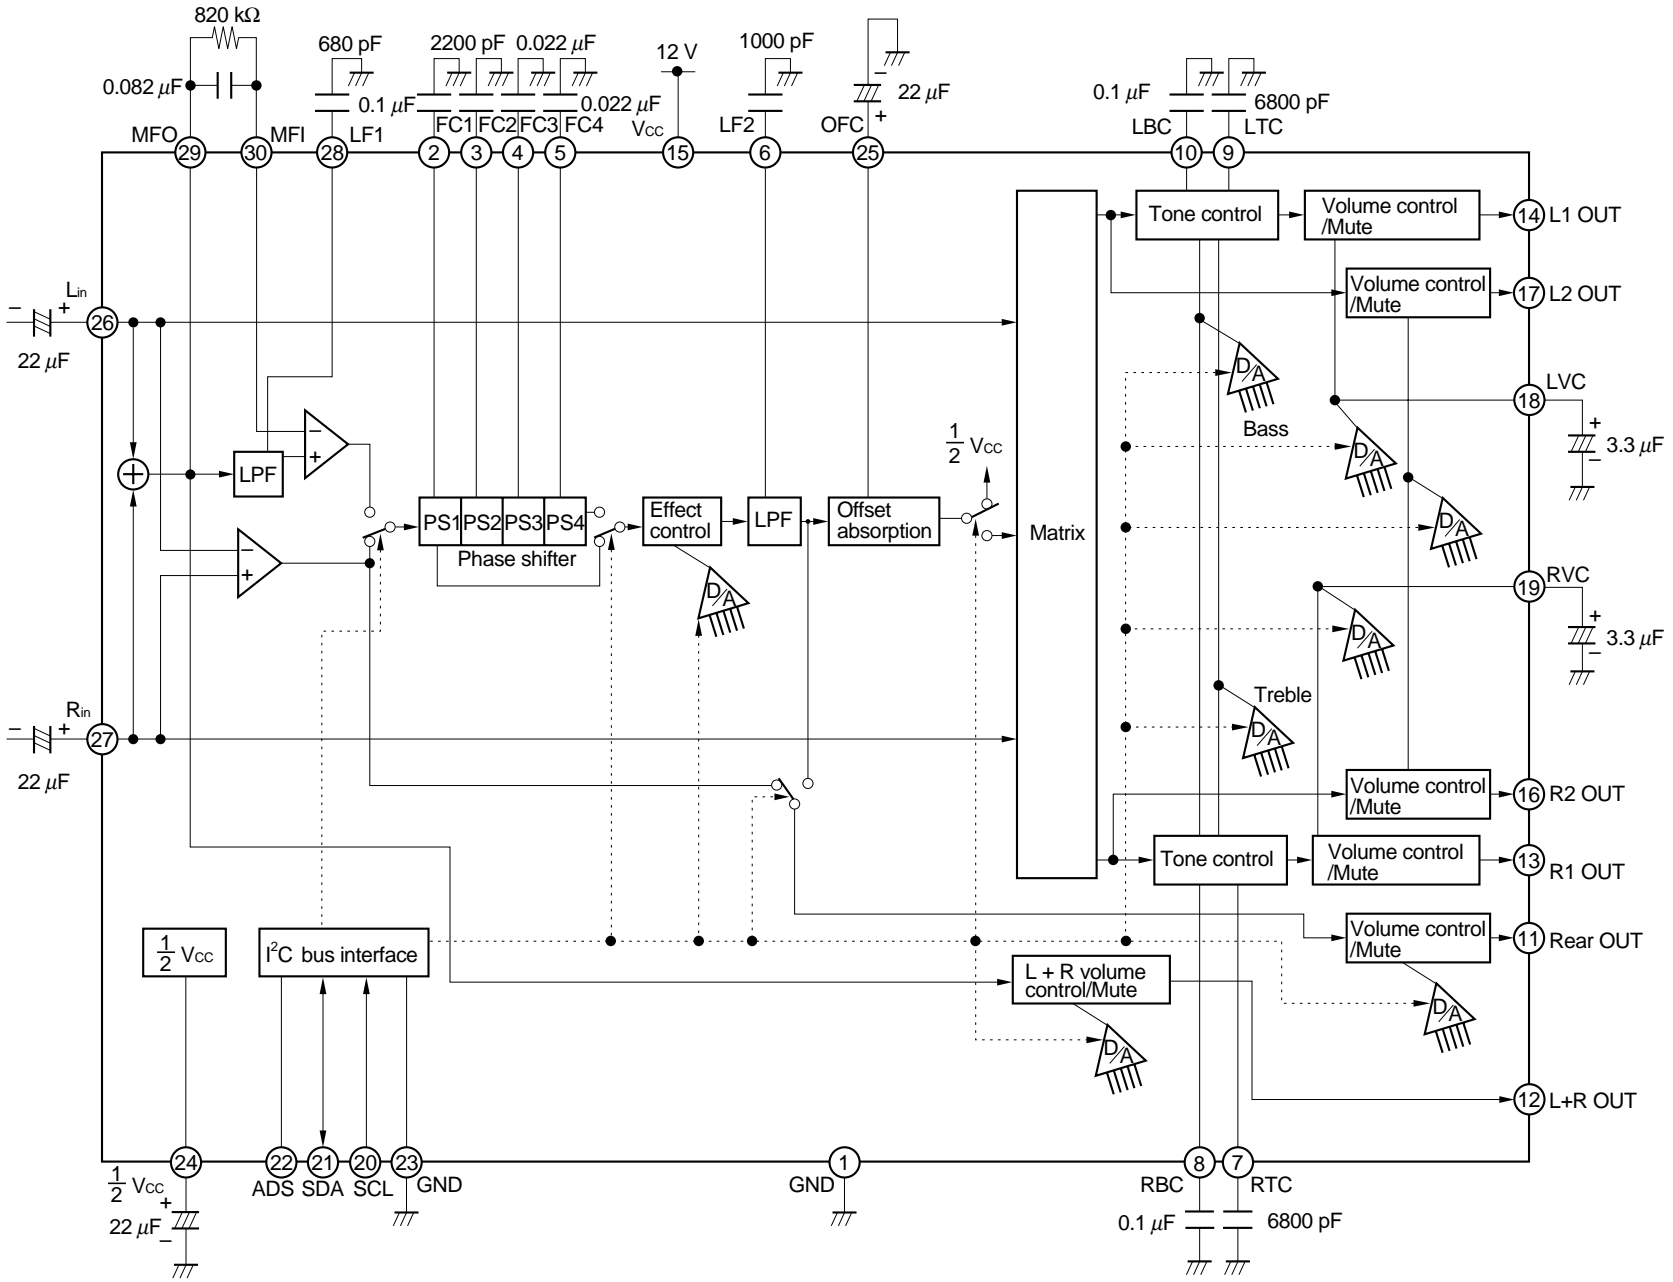 820 kΩ
680 pF
2200 pF
0.022 μF
12 V
1000 pF
22 μF
0.082 μF
0.1 μF
0.022 μF
0.1 μF
6800 pF
MFO
MFI
LF1
FC1
FC2
FC3
FC4
Vcc
LF2
OFC
LBC
LTC
29
30
28
2
3
4
5
15
6
25
10
9
− +
Tone control
Volume control
/Mute
14
L1 OUT
Volume control
/Mute
17
L2 OUT
Lin
− +
26
22 μF
D/A
Bass
LVC
18
+
−
3.3 μF
D/A
D/A
−
+
LPF
+
−
+
PS1
PS2
PS3
PS4
Phase shifter
Effect
control
LPF
Offset
absorption
1/2 Vcc
Matrix
D/A
RVC
19
+
−
3.3 μF
D/A
Treble
D/A
Rin
− +
27
22 μF
Volume control
/Mute
16
R2 OUT
Tone control
Volume control
/Mute
13
R1 OUT
Volume control
/Mute
11
Rear OUT
D/A
1/2 Vcc
I²C bus interface
L + R volume
control/Mute
D/A
12
L+R OUT
24
22
21
20
23
1
8
7
1/2 Vcc
ADS
SDA
SCL
GND
GND
RBC
RTC
+
22 μF
−
0.1 μF
6800 pF